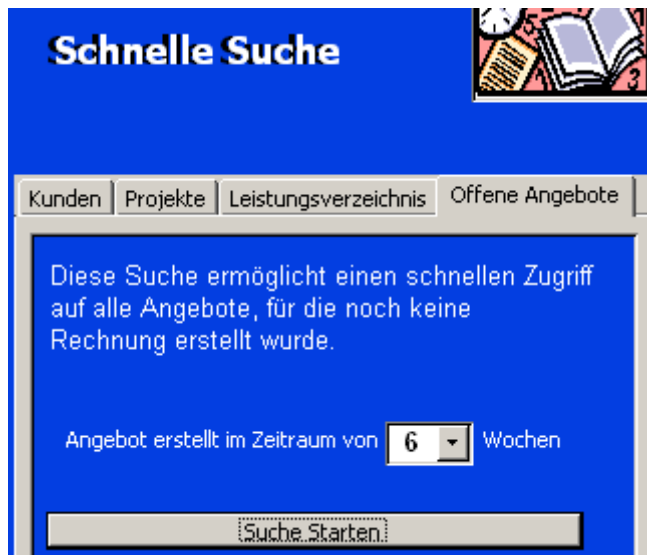 Schnelle Suche
Kunden Projekte Leistungsverzeichnis Offene Angebote
Diese Suche ermöglicht einen schnellen Zugriff
auf alle Angebote, für die noch keine
Rechnung erstellt wurde.
Angebot erstellt im Zeitraum von 6 Wochen
Suche Starten